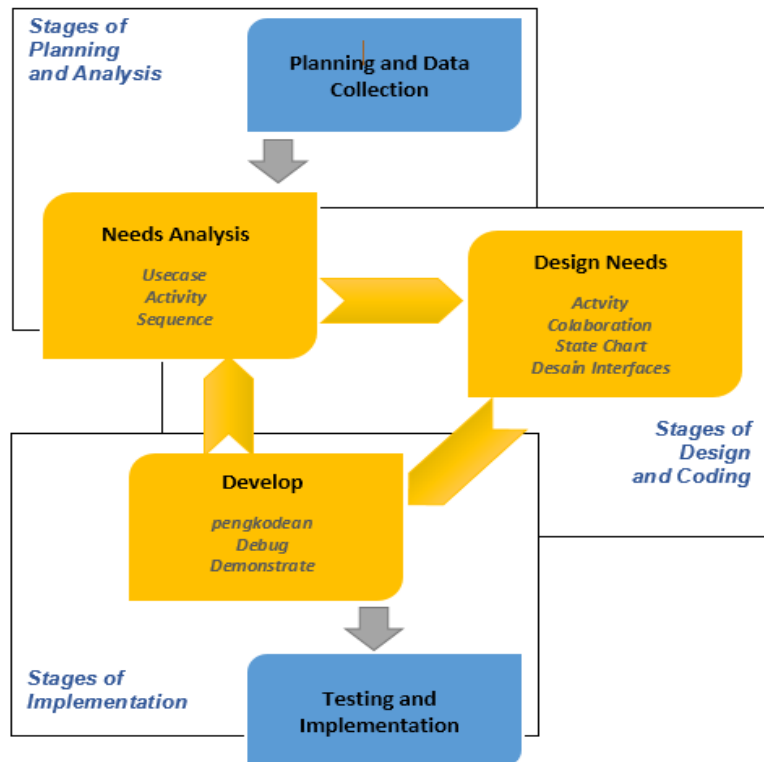 Stages of
Planning
and Analysis
Planning and Data
Collection
Needs Analysis
Usecase
Activity
Sequence
Design Needs
Actvity
Colaboration
State Chart
Desain Interfaces
Stages of
Design
and Coding
Develop
pengkodean
Debug
Demonstrate
Stages of
Implementation
Testing and
Implementation